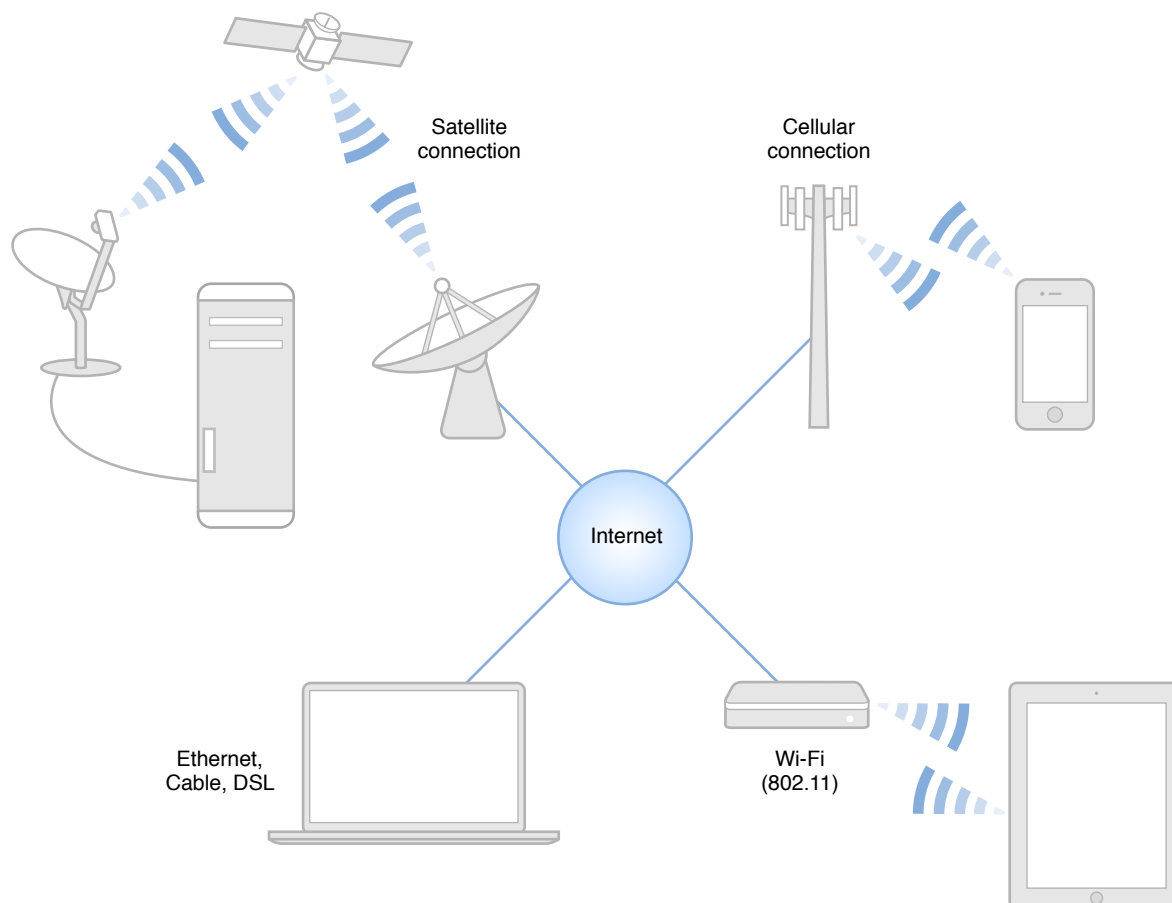 Satellite
connection
Cellular
connection
Internet
Ethernet,
Cable, DSL
Wi-Fi
(802.11)